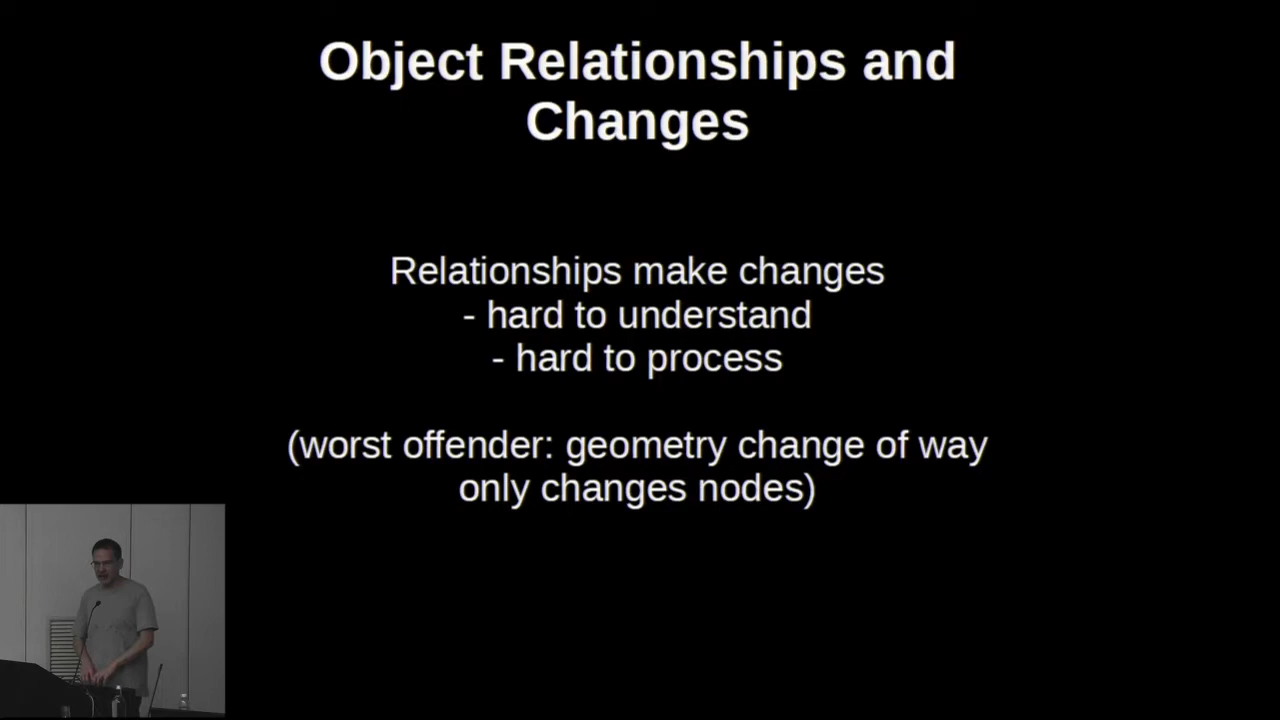 Object Relationships and
Changes
Relationships make changes
- hard to understand
- hard to process
(worst offender: geometry change of way
only changes nodes)